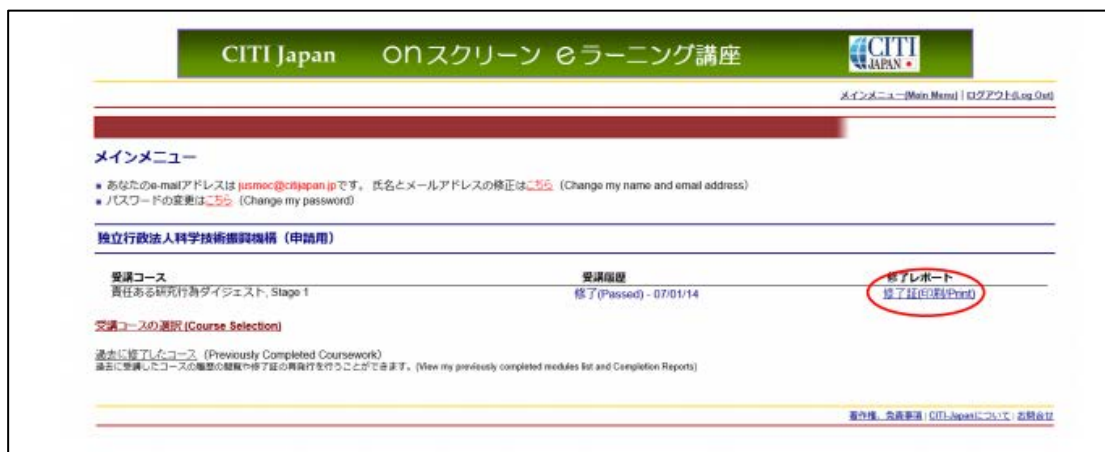 CITI Japan onスクリーン eラーニング講座
CITI
JAPAN
メインメニュー(Main Menu) | ログアウト(Log Out)
メインメニュー
あなたのe-mailアドレスは jusmec@citijapan.jpです。 氏名とメールアドレスの修正はこちら (Change my name and email address)
パスワードの変更はこちら (Change my password)
独立行政法人科学技術振興機構（申請用）
受講コース 受講履歴 修了レポート
責任ある研究行為ダイジェスト, Stage 1 修了(Passed) - 07/01/14 修了証(印刷/Print)
受講コースの選択 (Course Selection)
過去に修了したコース (Previously Completed Coursework)
過去に受講したコースの履歴の閲覧や修了証の再発行を行うことができます。(View my previously completed modules list and Completion Reports)
著作権、免責事項 | CITI-Japanについて | お問合せ